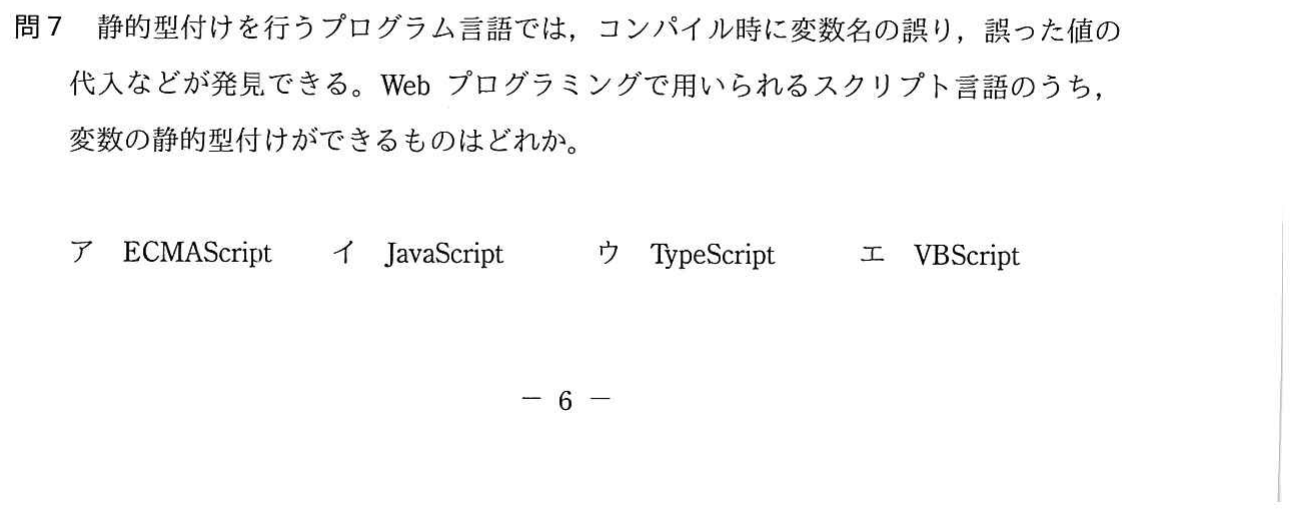 問7 静的型付けを行うプログラム言語では，コンパイル時に変数名の誤り，誤った値の
代入などが発見できる。Web プログラミングで用いられるスクリプト言語のうち，
変数の静的型付けができるものはどれか。
ア ECMAScript イ JavaScript ウ TypeScript エ VBScript
－ 6 －